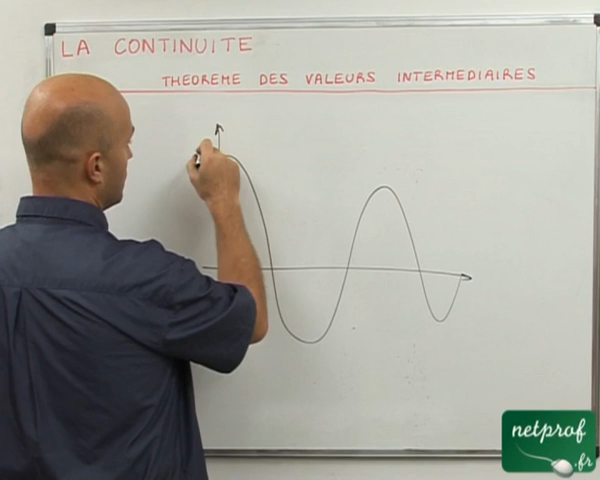 LA CONTINUITE
THEOREME DES VALEURS INTERMEDIAIRES
netprof
.fr